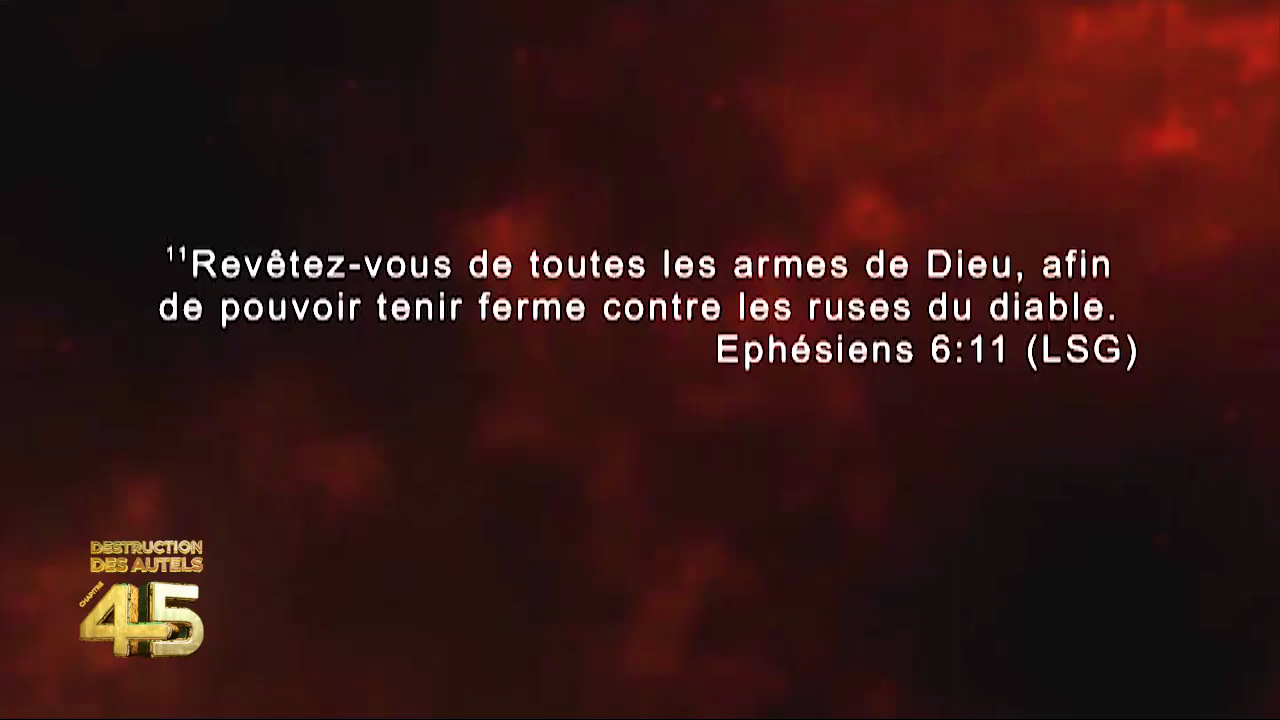 ¹¹Revêtez-vous de toutes les armes de Dieu, afin
de pouvoir tenir ferme contre les ruses du diable.
Ephésiens 6:11 (LSG)
DESTRUCTION
DES AUTELS
CHAPITRE
45